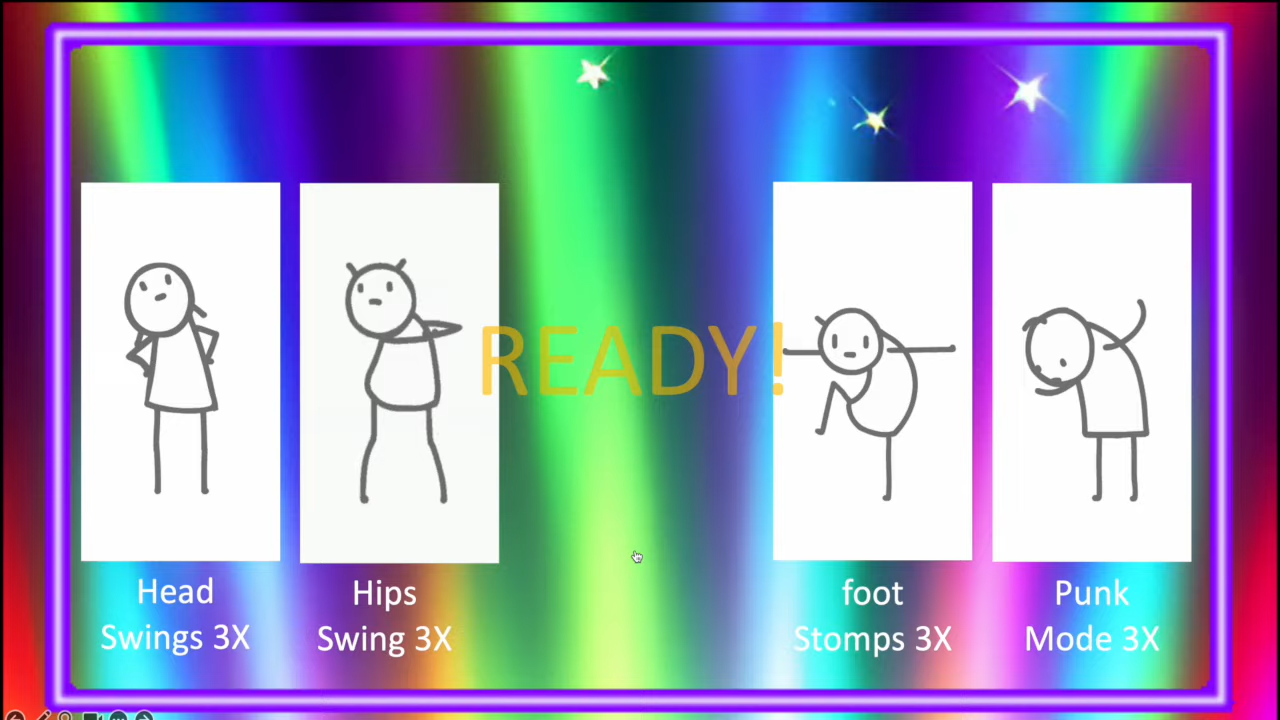 READY!
Head
Swings 3X
Hips
Swing 3X
foot
Stomps 3X
Punk
Mode 3X